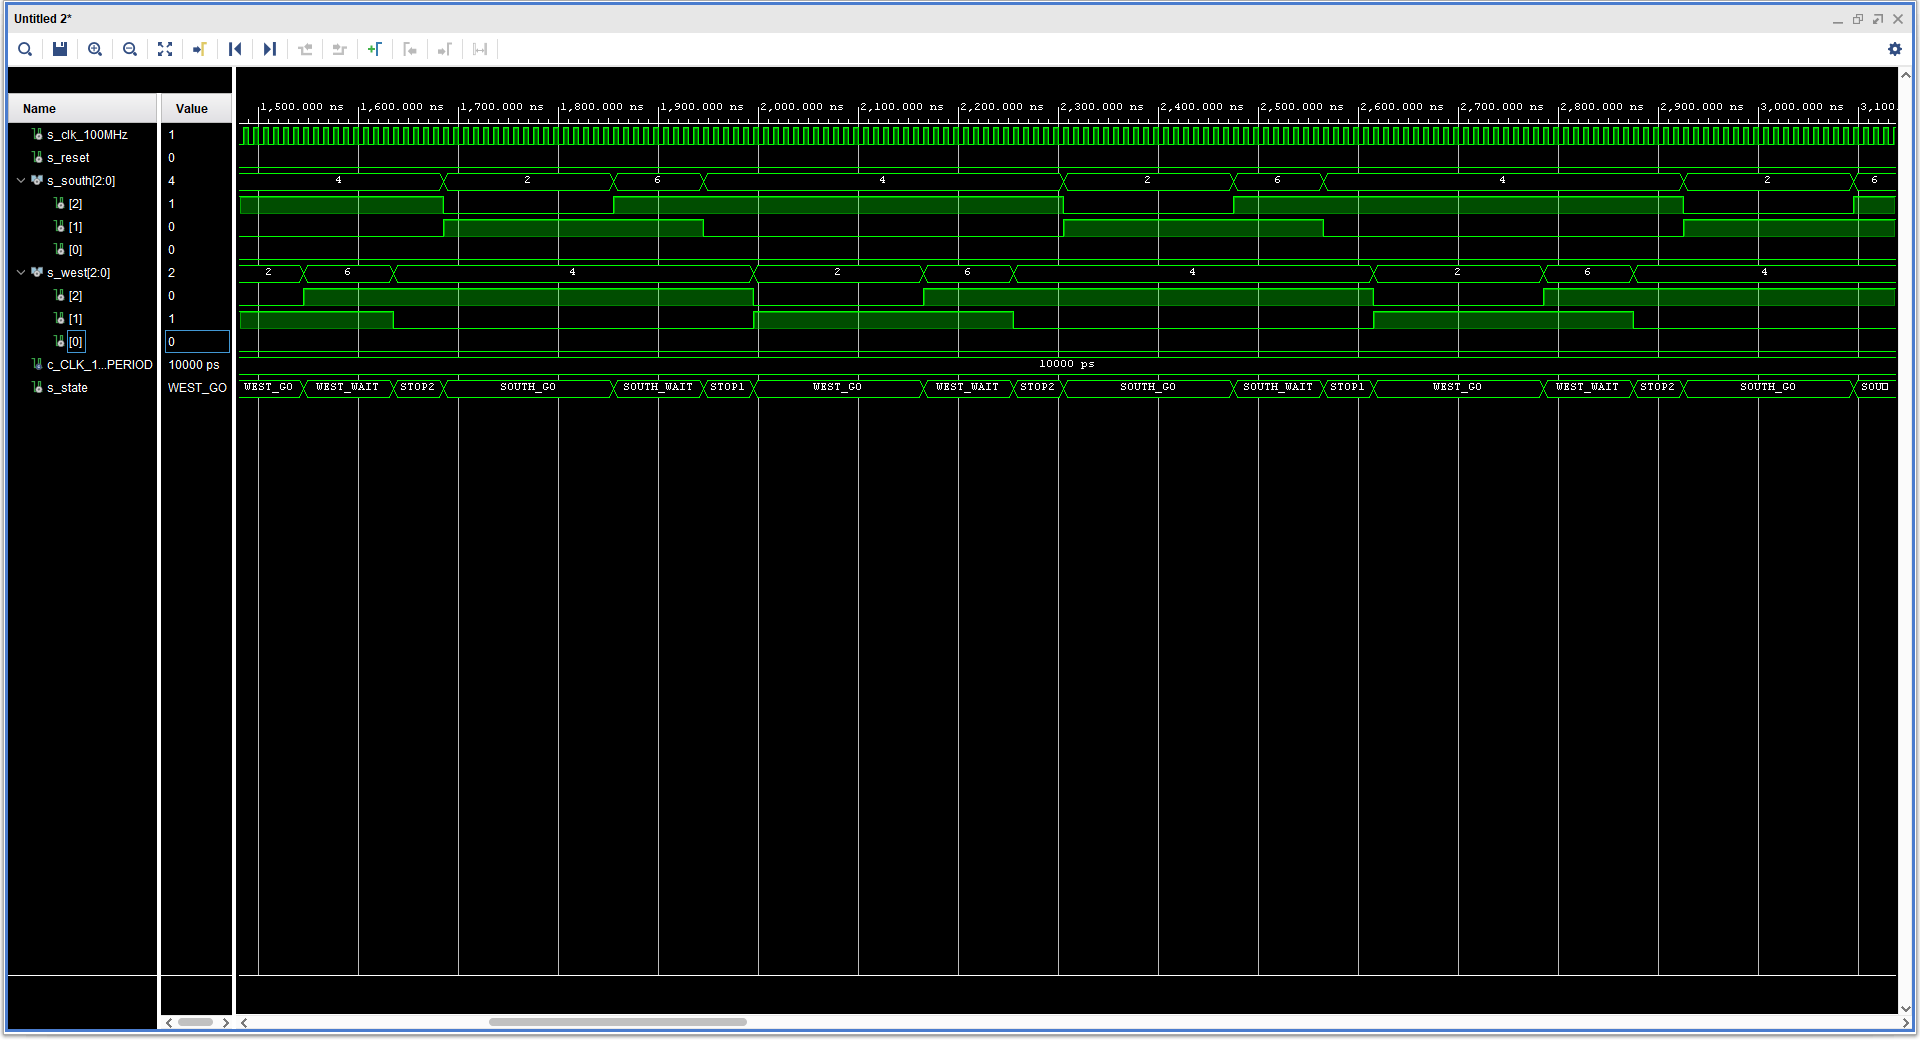 Untitled 2*
Name Value
1,500.000 ns 1,600.000 ns 1,700.000 ns 1,800.000 ns 1,900.000 ns 2,000.000 ns 2,100.000 ns 2,200.000 ns 2,300.000 ns 2,400.000 ns 2,500.000 ns 2,600.000 ns 2,700.000 ns 2,800.000 ns 2,900.000 ns 3,000.000 ns 3,100.
s_clk_100MHz 1
s_reset 0
s_south[2:0] 4 4 2 6 4 2 6 4 2 6
[2] 1
[1] 0
[0] 0
s_west[2:0] 2 2 6 4 2 6 4 2 6 4
[2] 0
[1] 1
[0] 0
c_CLK_1...PERIOD 10000 ps 10000 ps
s_state WEST_GO WEST_GO WEST_WAIT STOP2 SOUTH_GO SOUTH_WAIT STOP1 WEST_GO WEST_WAIT STOP2 SOUTH_GO SOUTH_WAIT STOP1 WEST_GO WEST_WAIT STOP2 SOUTH_GO SOU